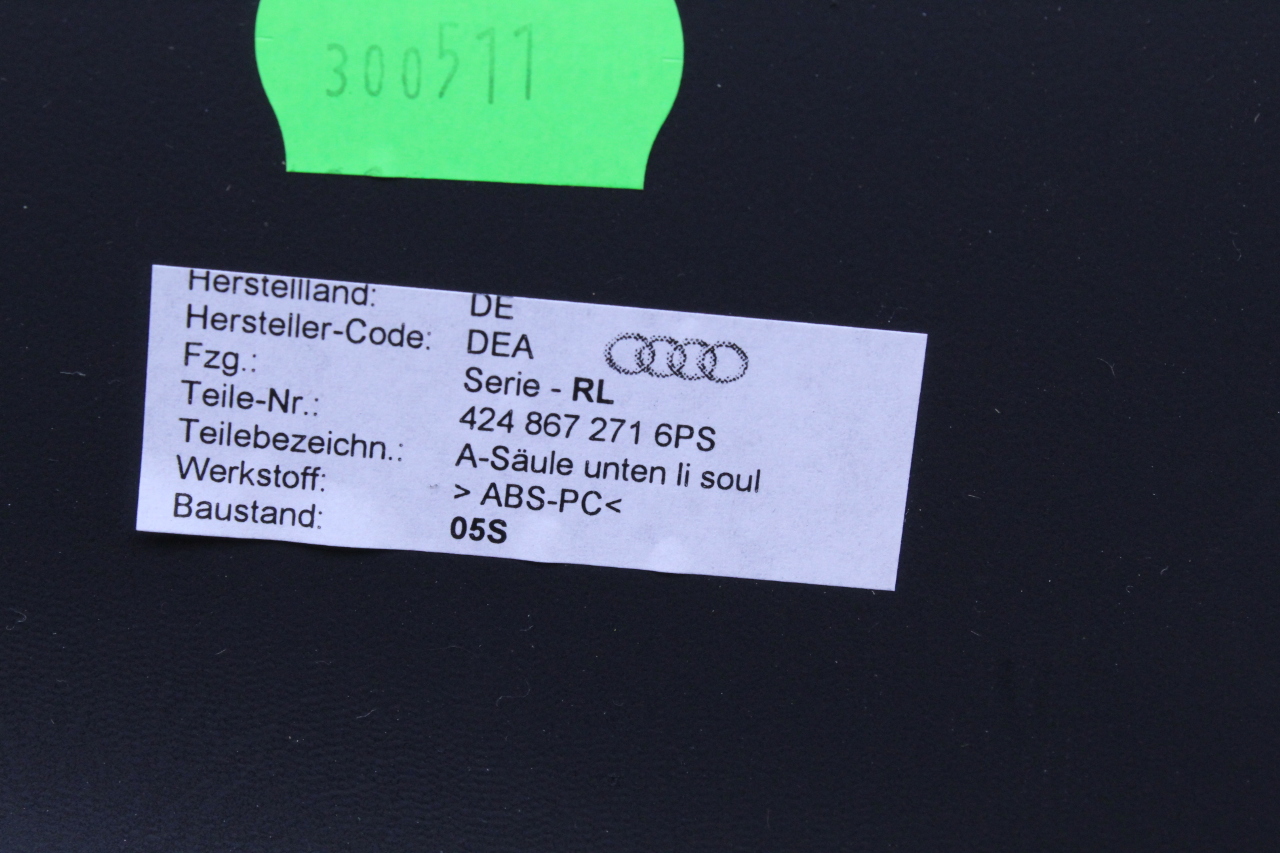 300511
Herstellland: DE
Hersteller-Code: DEA
Fzg.: Serie - RL
Teile-Nr.: 424 867 271 6PS
Teilebezeichn.: A-Säule unten li soul
Werkstoff: > ABS-PC<
Baustand: 05S